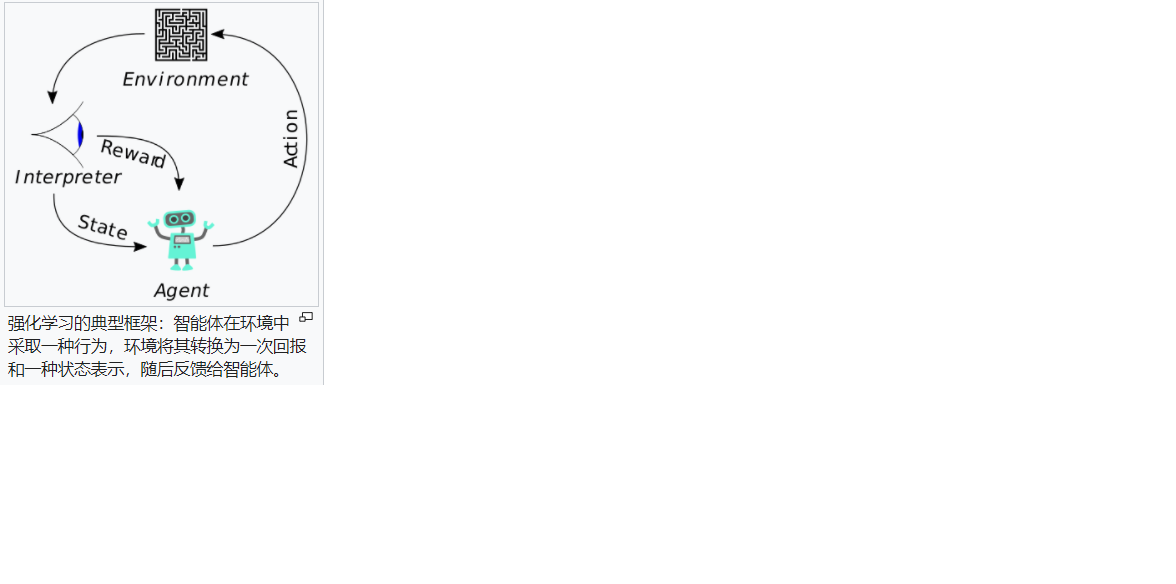 Environment
Action
Reward
Interpreter
State
Agent
强化学习的典型框架：智能体在环境中
采取一种行为，环境将其转换为一次回报
和一种状态表示，随后反馈给智能体。